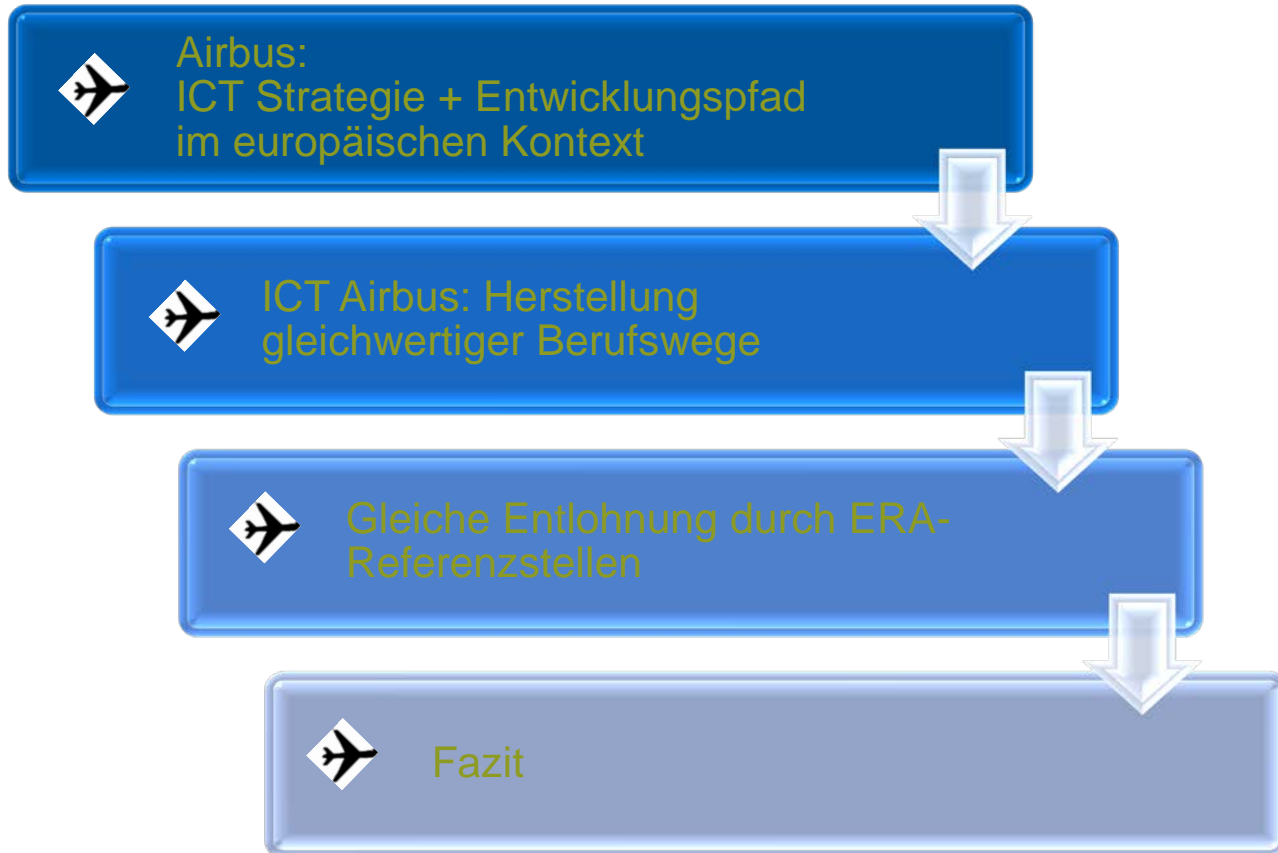 Airbus:
ICT Strategie + Entwicklungspfad
im europäischen Kontext
ICT Airbus: Herstellung
gleichwertiger Berufswege
Gleiche Entlohnung durch ERA-
Referenzstellen
Fazit